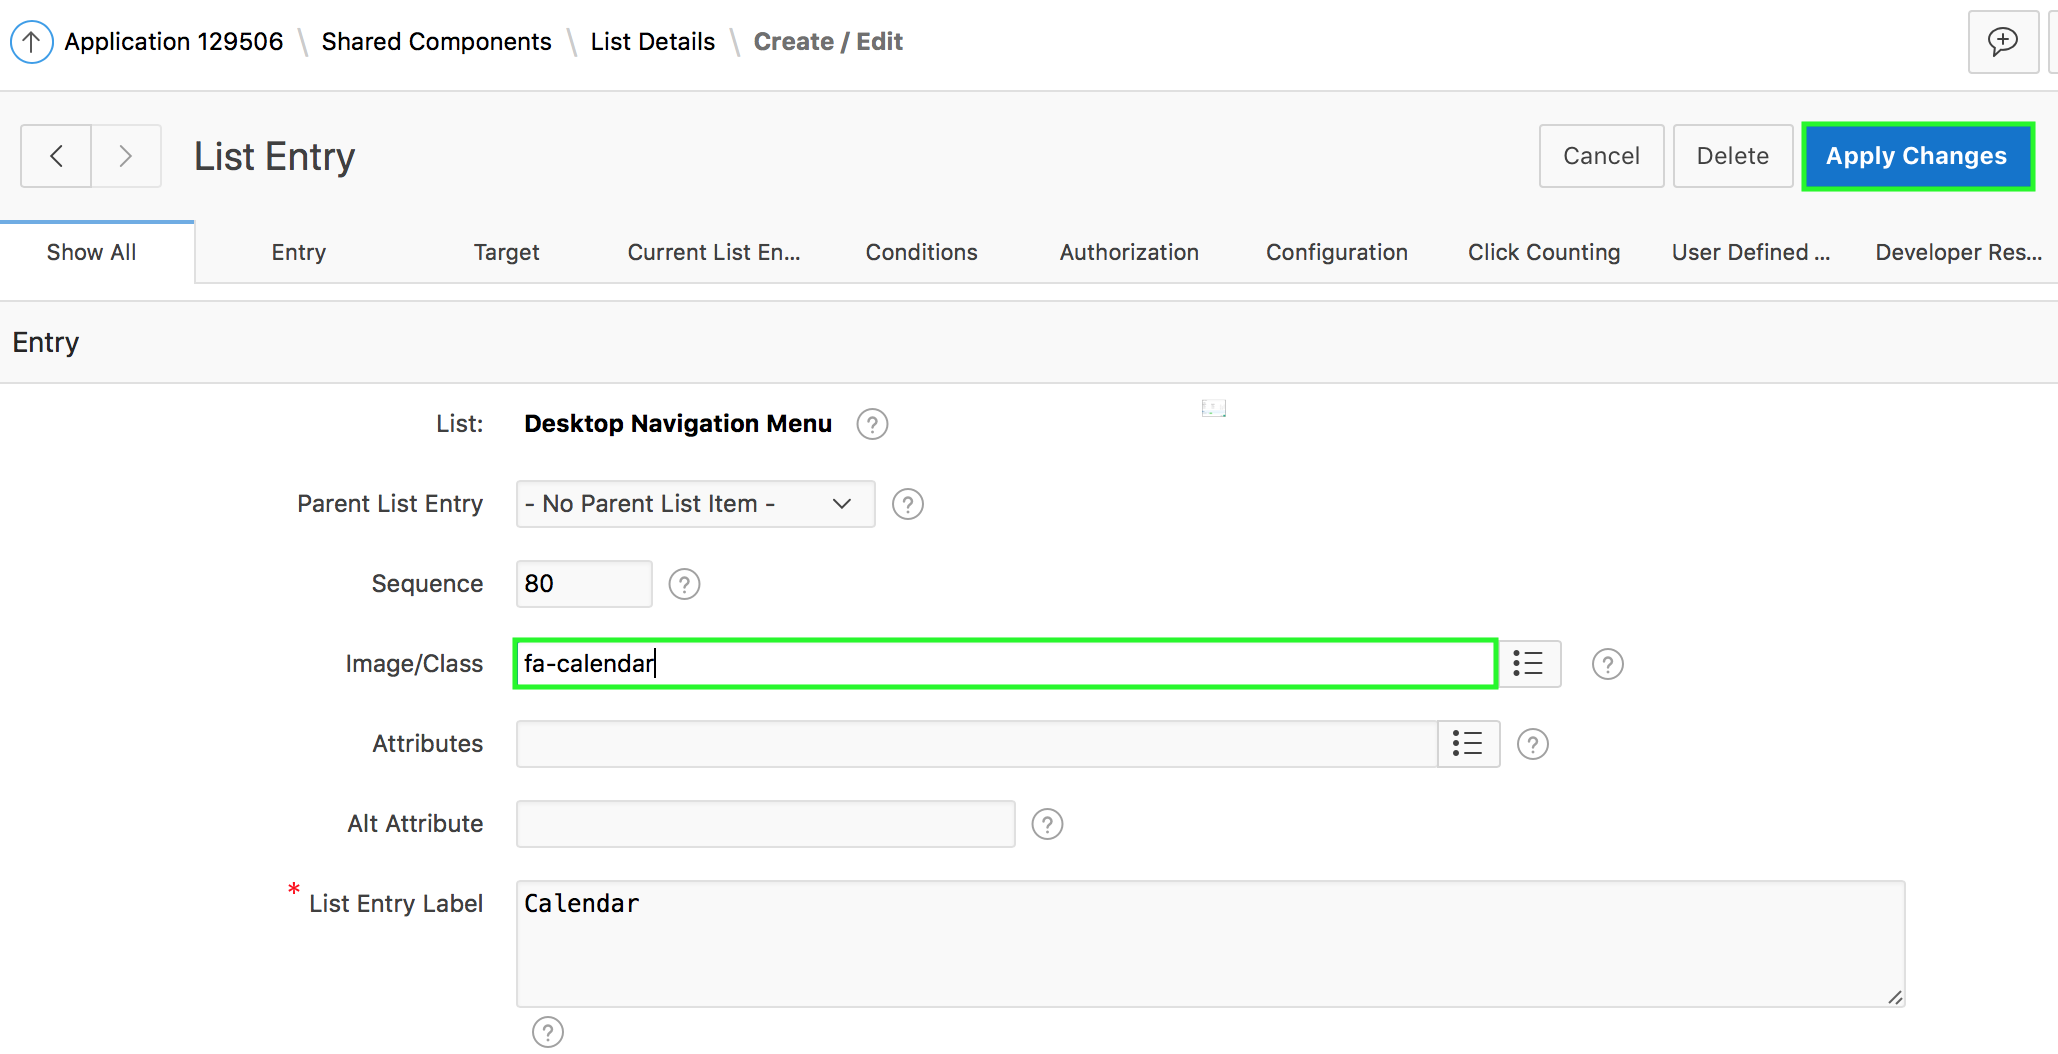 Application 129506 \ Shared Components \ List Details \ Create / Edit
List Entry
Cancel Delete Apply Changes
Show All Entry Target Current List En... Conditions Authorization Configuration Click Counting User Defined ... Developer Res...
Entry
List: Desktop Navigation Menu ?
Parent List Entry - No Parent List Item - ?
Sequence 80 ?
Image/Class fa-calendar ?
Attributes ?
Alt Attribute ?
* List Entry Label Calendar
?